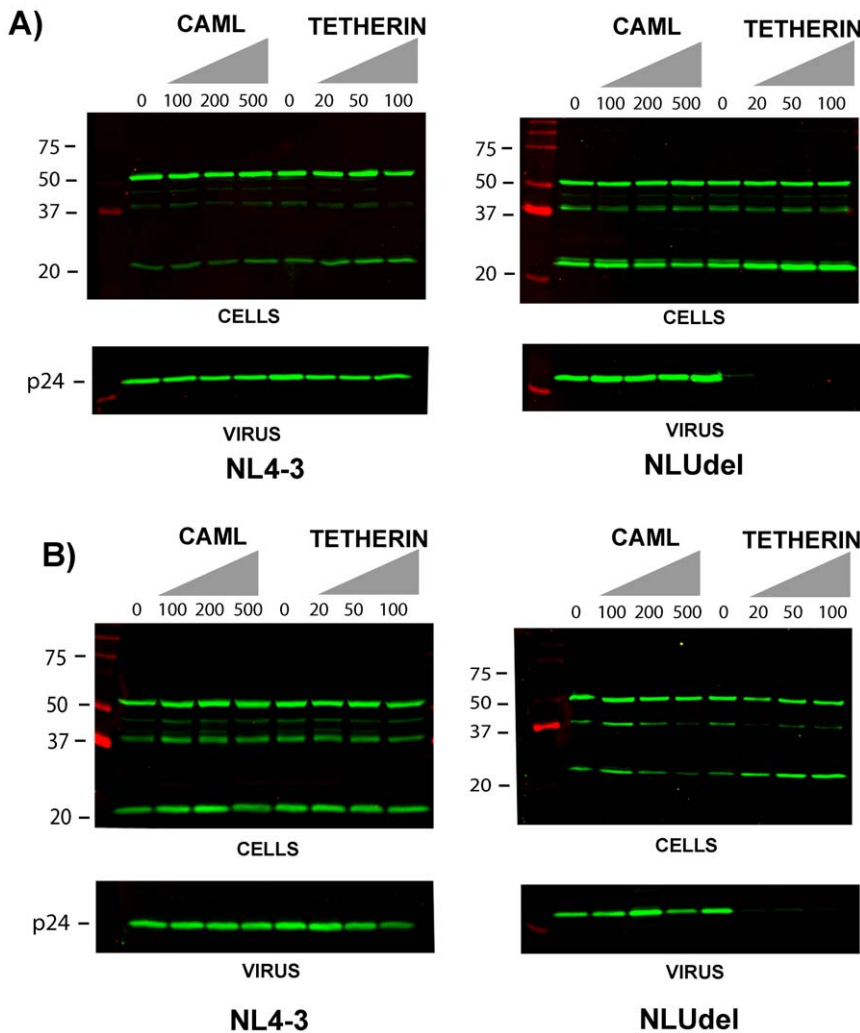 A)
CAML TETHERIN CAML TETHERIN
0 100 200 500 0 20 50 100 0 100 200 500 0 20 50 100
75 –
50 –
37 –
20 –
75 –
50 –
37 –
20 –
CELLS CELLS
p24 –
VIRUS VIRUS
NL4-3 NLUdel
B)
CAML TETHERIN CAML TETHERIN
0 100 200 500 0 20 50 100 0 100 200 500 0 20 50 100
75 –
50 –
37 –
20 –
75 –
50 –
37 –
20 –
CELLS CELLS
p24 –
VIRUS VIRUS
NL4-3 NLUdel